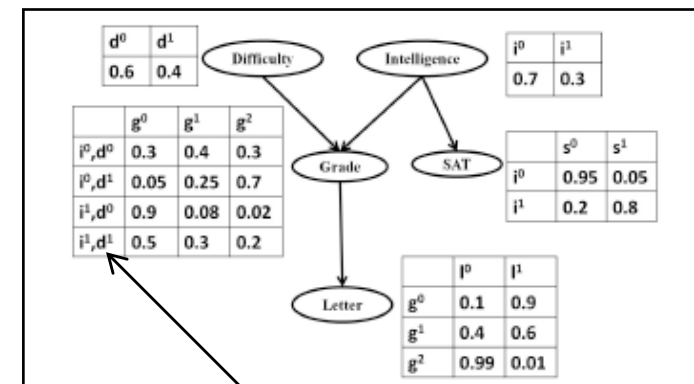 d⁰ d¹
0.6 0.4
Difficulty
Intelligence
i⁰ i¹
0.7 0.3
g⁰ g¹ g²
i⁰,d⁰ 0.3 0.4 0.3
i⁰,d¹ 0.05 0.25 0.7
i¹,d⁰ 0.9 0.08 0.02
i¹,d¹ 0.5 0.3 0.2
Grade
SAT
s⁰ s¹
i⁰ 0.95 0.05
i¹ 0.2 0.8
Letter
l⁰ l¹
g⁰ 0.1 0.9
g¹ 0.4 0.6
g² 0.99 0.01